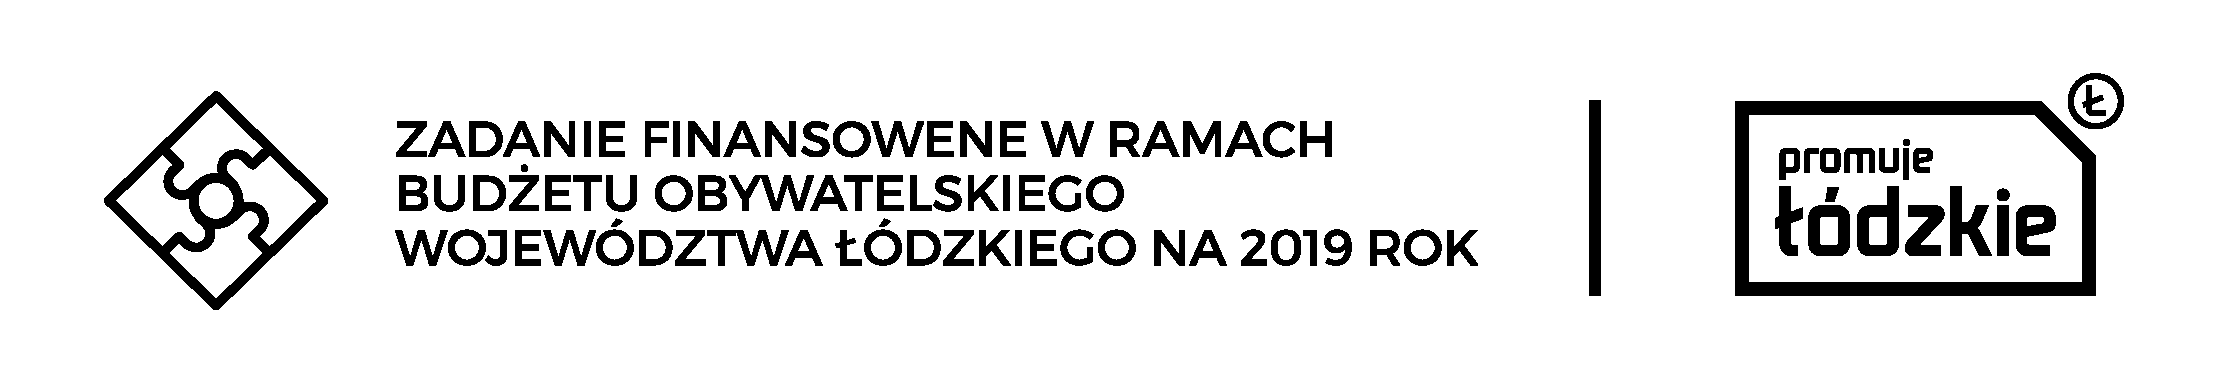 ZADANIE FINANSOWENE W RAMACH
BUDŻETU OBYWATELSKIEGO
WOJEWÓDZTWA ŁÓDZKIEGO NA 2019 ROK
Ł
promuje
łódzkie